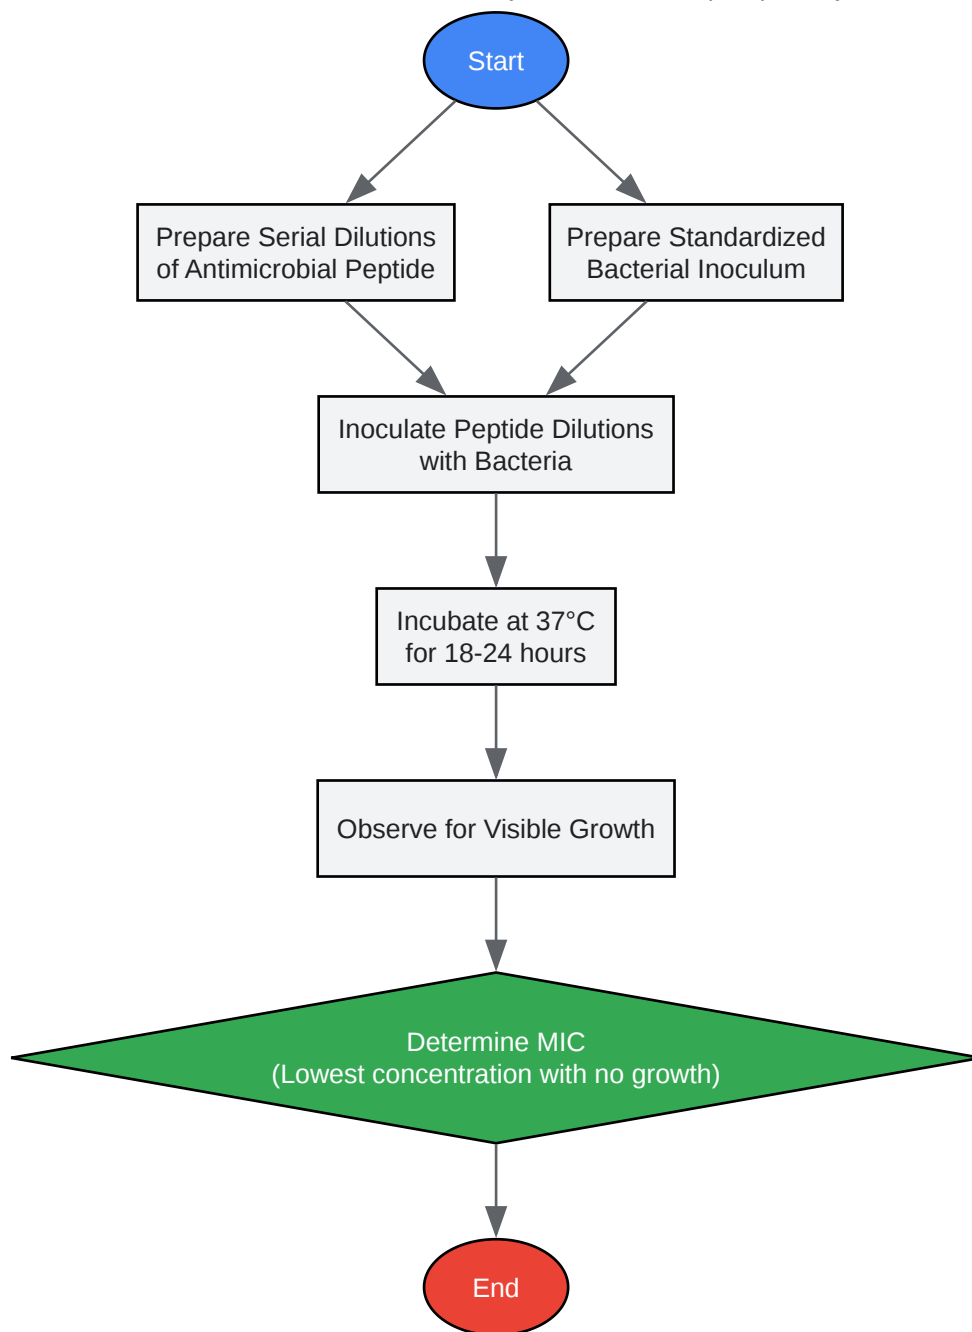 Start
Prepare Serial Dilutions
of Antimicrobial Peptide
Prepare Standardized
Bacterial Inoculum
Inoculate Peptide Dilutions
with Bacteria
Incubate at 37°C
for 18-24 hours
Observe for Visible Growth
Determine MIC
(Lowest concentration with no growth)
End